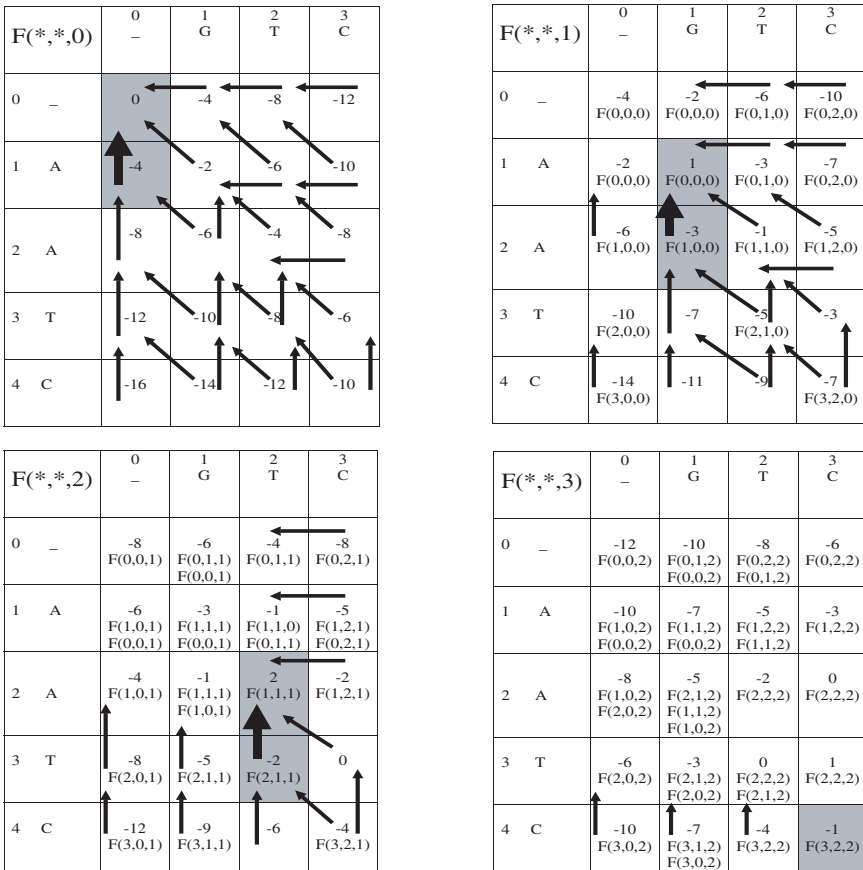 0 1 2 3
F(*,*,0) _ G T C
0 _ 0 -4 -8 -12
1 A -4 -2 -6 -10
2 A -8 -6 -4 -8
3 T -12 -10 -8 -6
4 C -16 -14 -12 -10
0 1 2 3
F(*,*,1) _ G T C
0 _ -4 -2 -6 -10
F(0,0,0) F(0,0,0) F(0,1,0) F(0,2,0)
1 A -2 1 -3 -7
F(0,0,0) F(0,0,0) F(0,1,0) F(0,2,0)
2 A -6 -3 -1 -5
F(1,0,0) F(1,0,0) F(1,1,0) F(1,2,0)
3 T -10 -7 -5 -3
F(2,0,0) F(2,1,0)
4 C -14 -11 -9 -7
F(3,0,0) F(3,2,0)
0 1 2 3
F(*,*,2) _ G T C
0 _ -8 -6 -4 -8
F(0,0,1) F(0,1,1) F(0,1,1) F(0,2,1)
F(0,0,1)
1 A -6 -3 -1 -5
F(1,0,1) F(1,1,1) F(1,1,0) F(1,2,1)
F(0,0,1) F(0,0,1) F(0,1,1) F(0,2,1)
2 A -4 -1 2 -2
F(1,0,1) F(1,1,1) F(1,1,1) F(1,2,1)
F(1,0,1)
3 T -8 -5 -2 0
F(2,0,1) F(2,1,1) F(2,1,1)
4 C -12 -9 -6 -4
F(3,0,1) F(3,1,1) F(3,2,1)
0 1 2 3
F(*,*,3) _ G T C
0 _ -12 -10 -8 -6
F(0,0,2) F(0,1,2) F(0,2,2) F(0,2,2)
F(0,0,2) F(0,1,2)
1 A -10 -7 -5 -3
F(1,0,2) F(1,1,2) F(1,2,2) F(1,2,2)
F(0,0,2) F(0,0,2) F(1,1,2)
2 A -8 -5 -2 0
F(1,0,2) F(2,1,2) F(2,2,2) F(2,2,2)
F(2,0,2) F(1,1,2)
F(1,0,2)
3 T -6 -3 0 1
F(2,0,2) F(2,1,2) F(2,2,2) F(2,2,2)
F(2,0,2) F(2,1,2)
4 C -10 -7 -4 -1
F(3,0,2) F(3,1,2) F(3,2,2) F(3,2,2)
F(3,0,2)